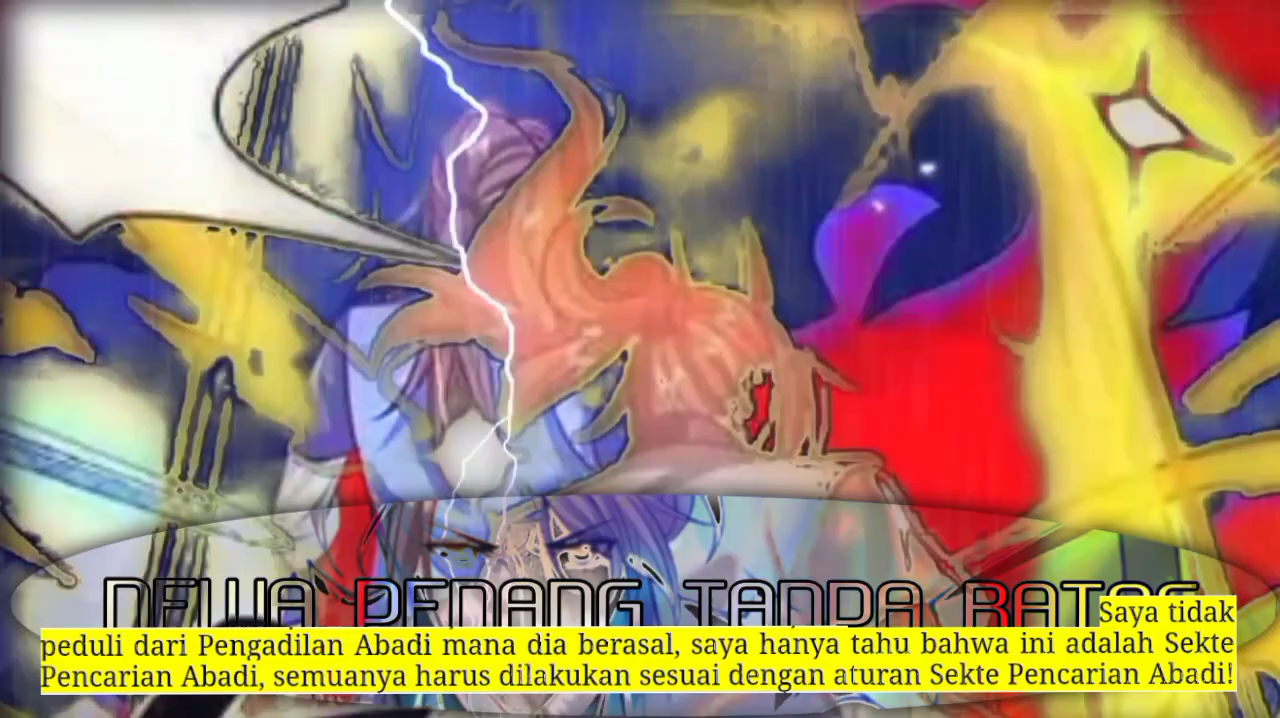 DEWA PEDANG TANPA BATAS
Saya tidak
peduli dari Pengadilan Abadi mana dia berasal, saya hanya tahu bahwa ini adalah Sekte
Pencarian Abadi, semuanya harus dilakukan sesuai dengan aturan Sekte Pencarian Abadi!